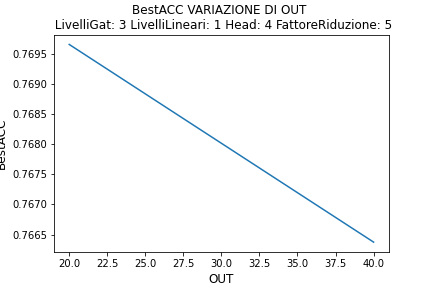 BestACC VARIAZIONE DI OUT
LivelliGat: 3 LivelliLineari: 1 Head: 4 FattoreRiduzione: 5
0.7695
0.7690
0.7685
0.7680
0.7675
0.7670
0.7665
BestACC
20.0 22.5 25.0 27.5 30.0 32.5 35.0 37.5 40.0
OUT